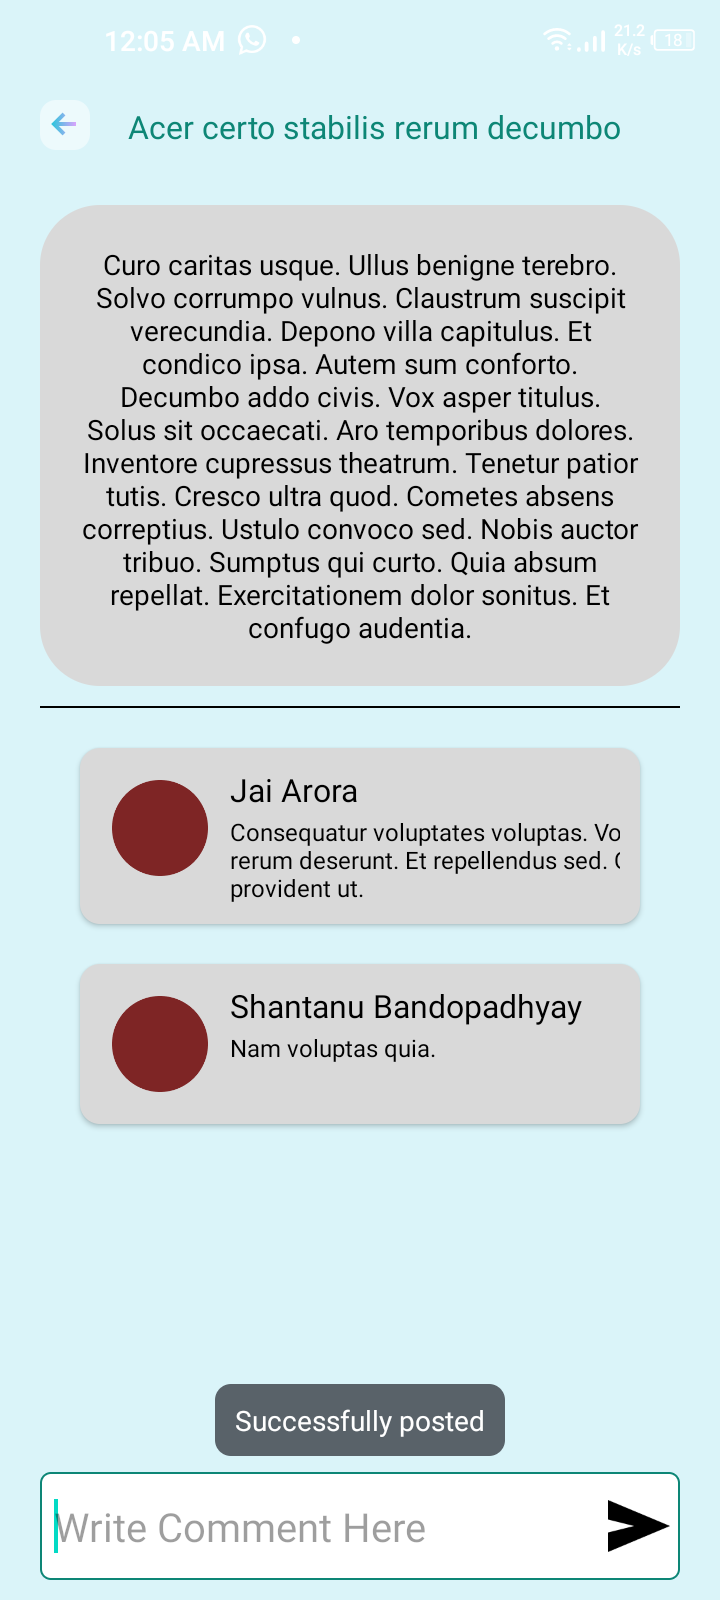 12:05 AM
21.2
K/s
18
Acer certo stabilis rerum decumbo
Curo caritas usque. Ullus benigne terebro.
Solvo corrumpo vulnus. Claustrum suscipit
verecundia. Depono villa capitulus. Et
condico ipsa. Autem sum conforto.
Decumbo addo civis. Vox asper titulus.
Solus sit occaecati. Aro temporibus dolores.
Inventore cupressus theatrum. Tenetur patior
tutis. Cresco ultra quod. Cometes absens
correptius. Ustulo convoco sed. Nobis auctor
tribuo. Sumptus qui curto. Quia absum
repellat. Exercitationem dolor sonitus. Et
confugo audentia.
Jai Arora
Consequatur voluptates voluptas. Vo
rerum deserunt. Et repellendus sed.
provident ut.
Shantanu Bandopadhyay
Nam voluptas quia.
Successfully posted
Write Comment Here